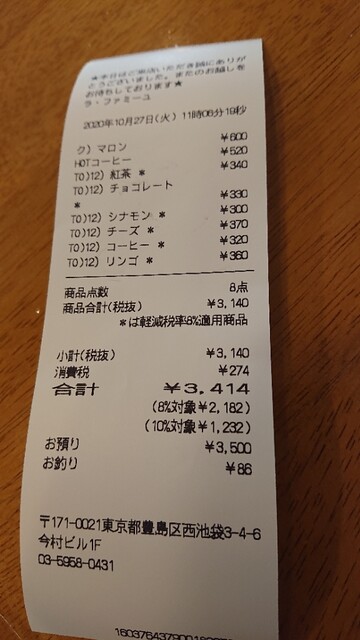 ★本日はご来店いただき誠にありが
とうございました。またのお越しを
お待ちしております★
ラ・ファミーユ
2020年10月27日(火) 11時06分19秒
ク) マロン ¥600
HOTコーヒー ¥520
TO)12) 紅茶 * ¥340
TO)12) チョコレート
* ¥330
TO)12) シナモン * ¥300
TO)12) チーズ * ¥370
TO)12) コーヒー * ¥320
TO)12) リンゴ * ¥360
商品点数 8点
商品合計(税抜) ¥3,140
*は軽減税率8%適用商品
小計(税抜) ¥3,140
消費税 ¥274
合計 ¥3,414
(8%対象¥2,182)
(10%対象¥1,232)
お預り ¥3,500
お釣り ¥86
〒171-0021東京都豊島区西池袋3-4-6
今村ビル1F
03-5958-0431